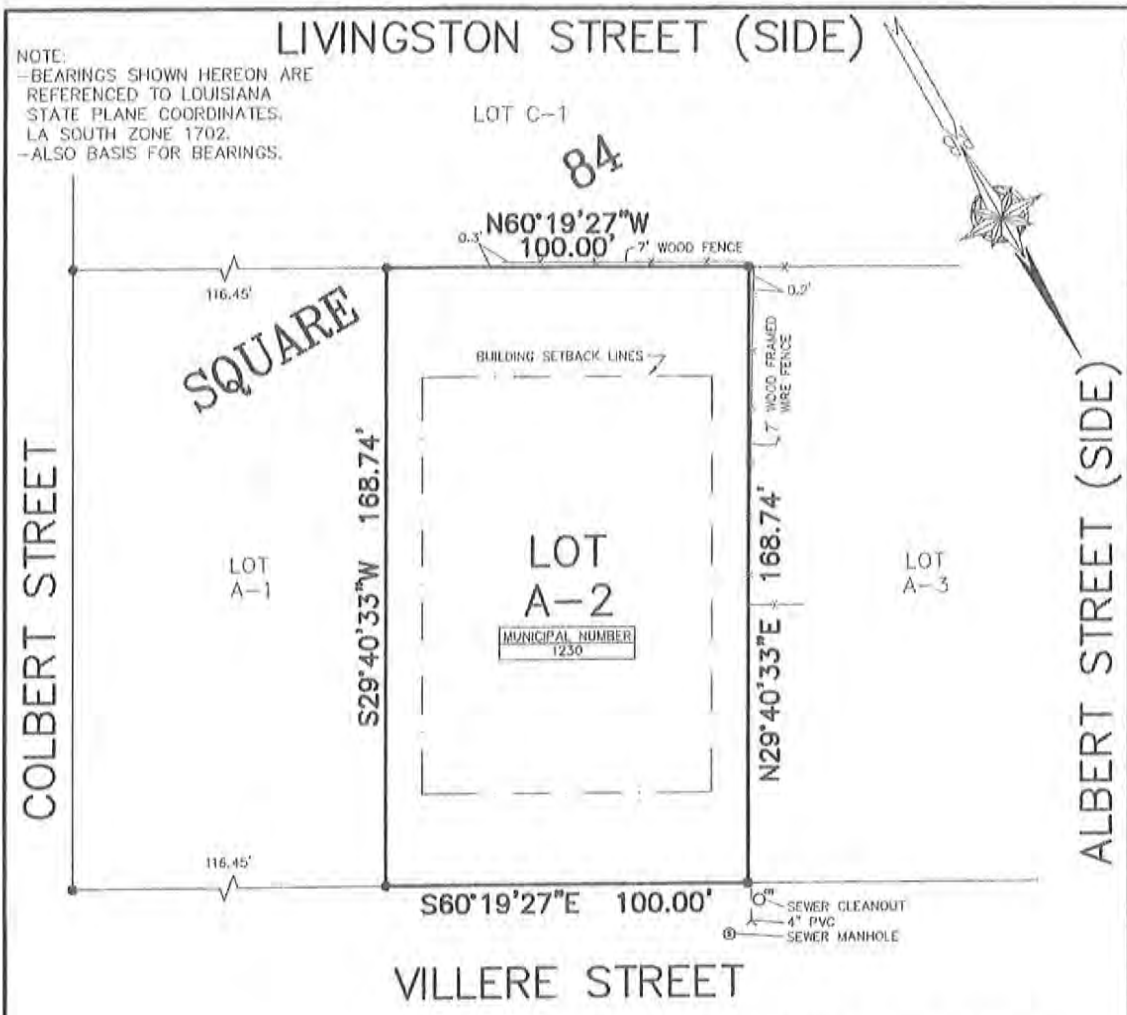 LIVINGSTON STREET (SIDE)
NOTE:
-BEARINGS SHOWN HEREON ARE
REFERENCED TO LOUISIANA
STATE PLANE COORDINATES.
LA SOUTH ZONE 1702.
-ALSO BASIS FOR BEARINGS.
LOT C-1
84
N60°19'27"W
100.00'
0.3'
7' WOOD FENCE
116.45'
0.2'
SQUARE
BUILDING SETBACK LINES
7' WOOD FRAMED
WIRE FENCE
COLBERT STREET
S29°40'33"W 168.74'
N29°40'33"E 168.74'
ALBERT STREET (SIDE)
LOT
A-1
LOT
A-2
MUNICIPAL NUMBER
1230
LOT
A-3
116.45'
S60°19'27"E 100.00'
SEWER CLEANOUT
4" PVC
S
SEWER MANHOLE
VILLERE STREET